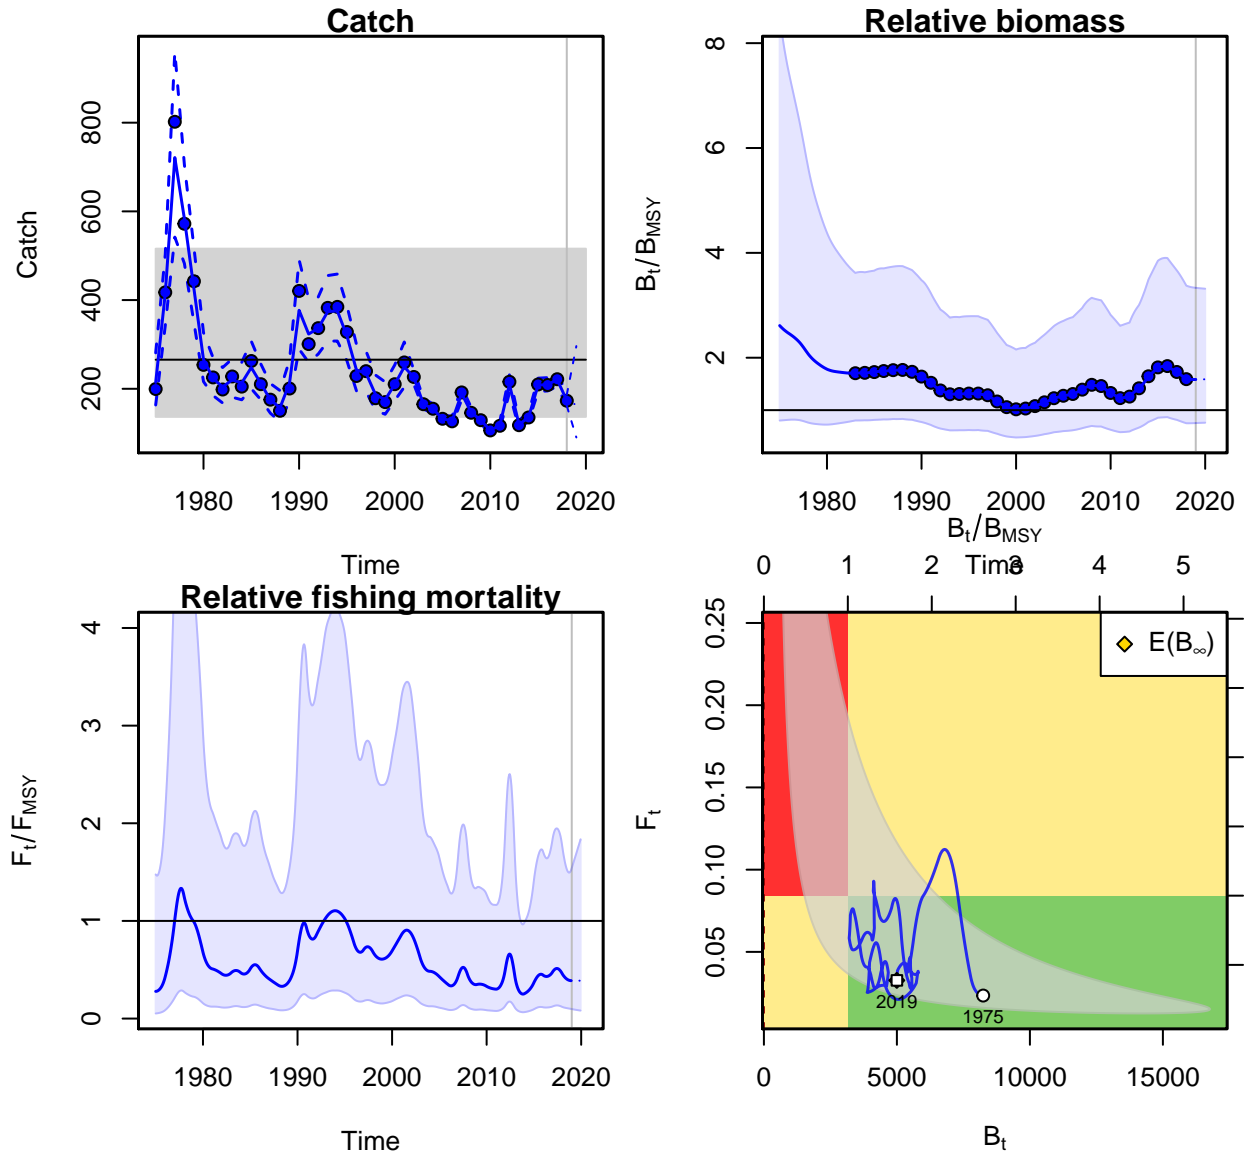 Catch
Catch
200 400 600 800
1980 1990 2000 2010 2020
Time
Relative biomass
Bt/BMSY
2 4 6 8
1980 1990 2000 2010 2020
Time
Relative fishing mortality
Ft/FMSY
0 1 2 3 4
1980 1990 2000 2010 2020
Time
Bt/BMSY
0 1 2 3 4 5
E(B∞)
Ft
0.05 0.10 0.15 0.20 0.25
2019
1975
0 5000 10000 15000
Bt